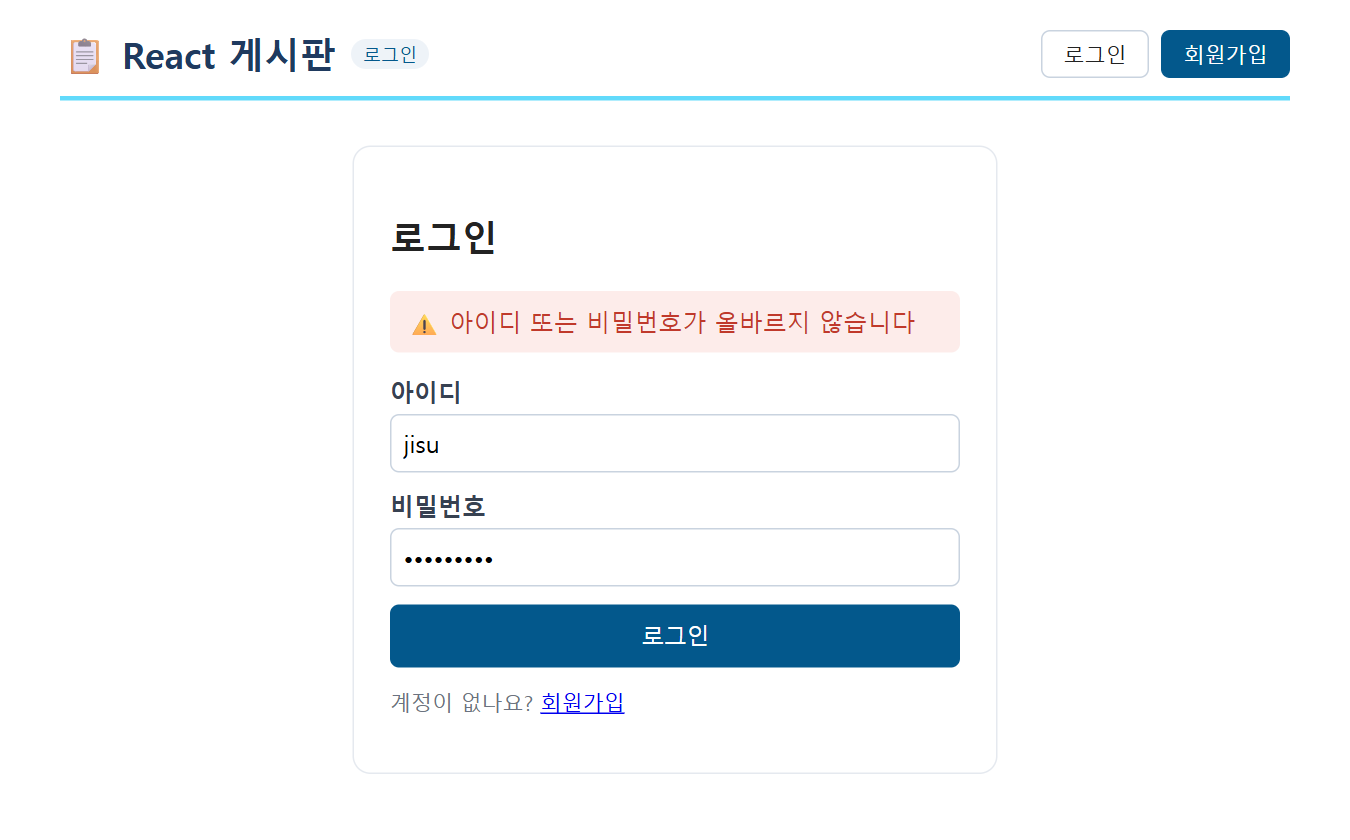 React 게시판 로그인 로그인 회원가입
로그인
아이디 또는 비밀번호가 올바르지 않습니다
아이디
jisu
비밀번호
•••••••••
로그인
계정이 없나요? 회원가입